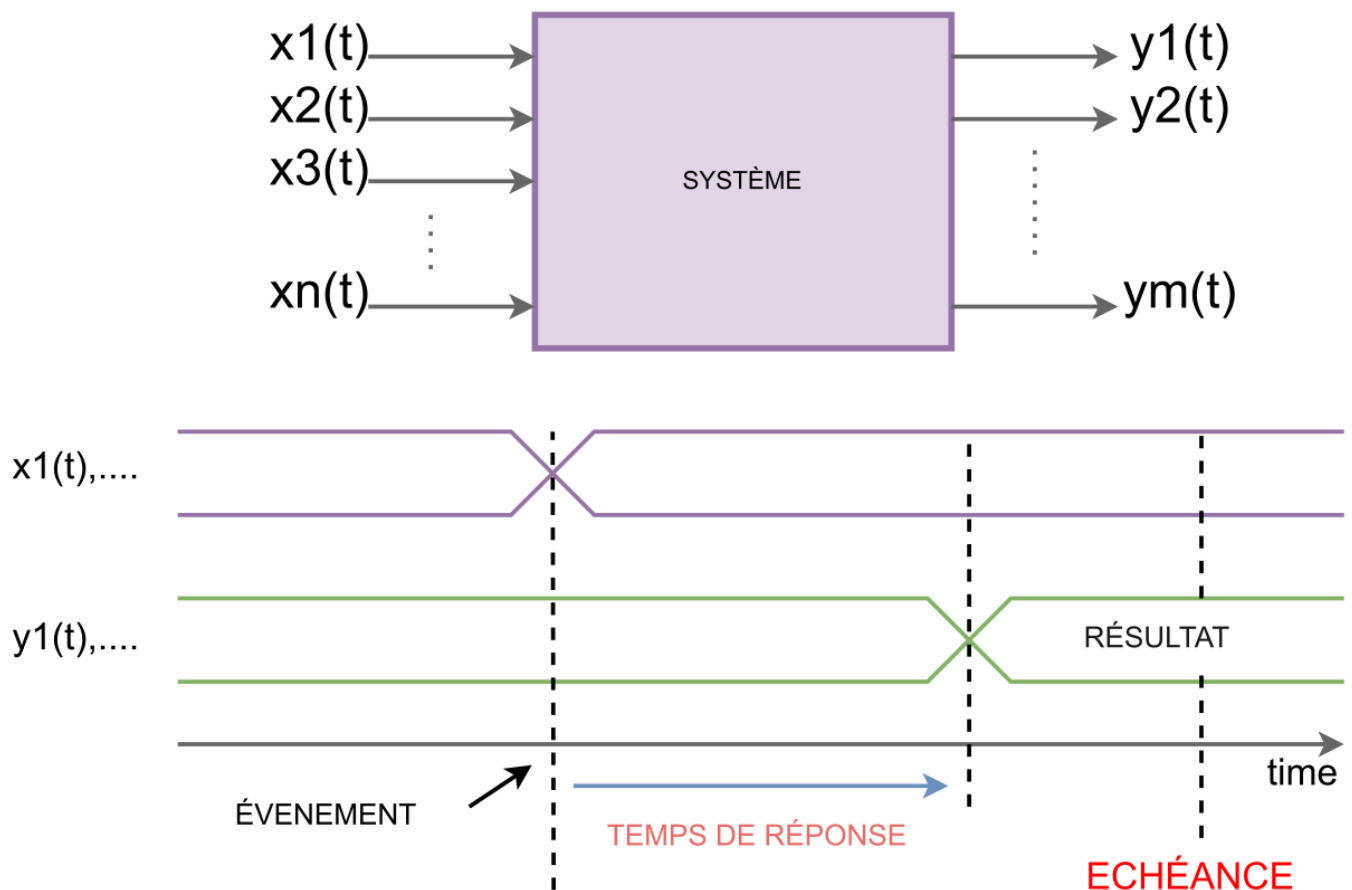 x1(t)
y1(t)
x2(t)
y2(t)
x3(t)
SYSTÈME
xn(t)
ym(t)
x1(t),....
y1(t),....
RÉSULTAT
time
ÉVENEMENT
TEMPS DE RÉPONSE
ECHÉANCE